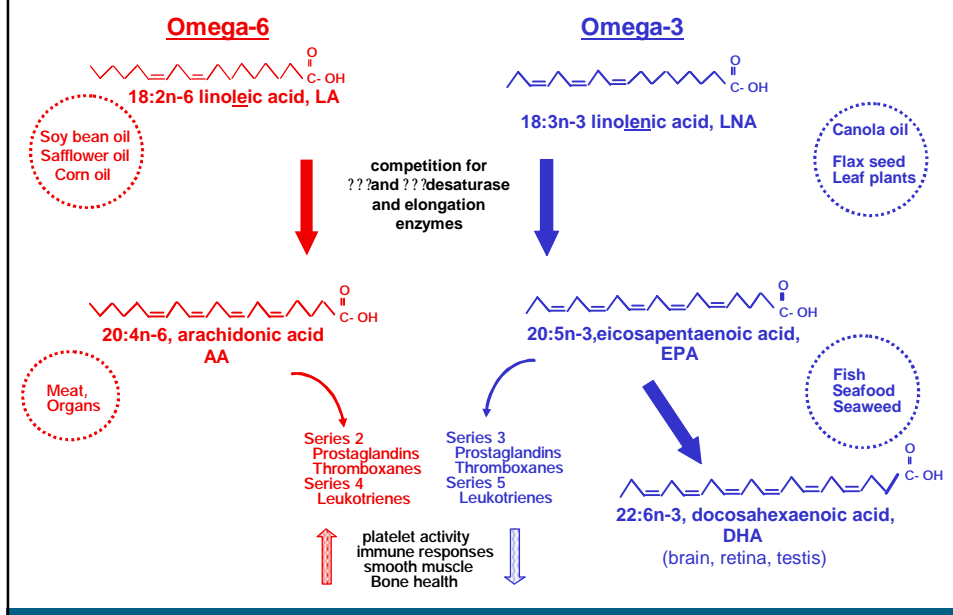 Omega-6
O
C- OH
18:2n-6 linoleic acid, LA
Soy bean oil
Safflower oil
Corn oil
Omega-3
O
C- OH
18:3n-3 linolenic acid, LNA
Canola oil
Flax seed
Leaf plants
competition for
???and ???desaturase
and elongation
enzymes
O
C- OH
20:4n-6, arachidonic acid
AA
Meat,
Organs
O
C- OH
20:5n-3,eicosapentaenoic acid,
EPA
Fish
Seafood
Seaweed
Series 2
Prostaglandins
Thromboxanes
Series 4
Leukotrienes
Series 3
Prostaglandins
Thromboxanes
Series 5
Leukotrienes
O
C- OH
22:6n-3, docosahexaenoic acid,
DHA
(brain, retina, testis)
platelet activity
immune responses
smooth muscle
Bone health